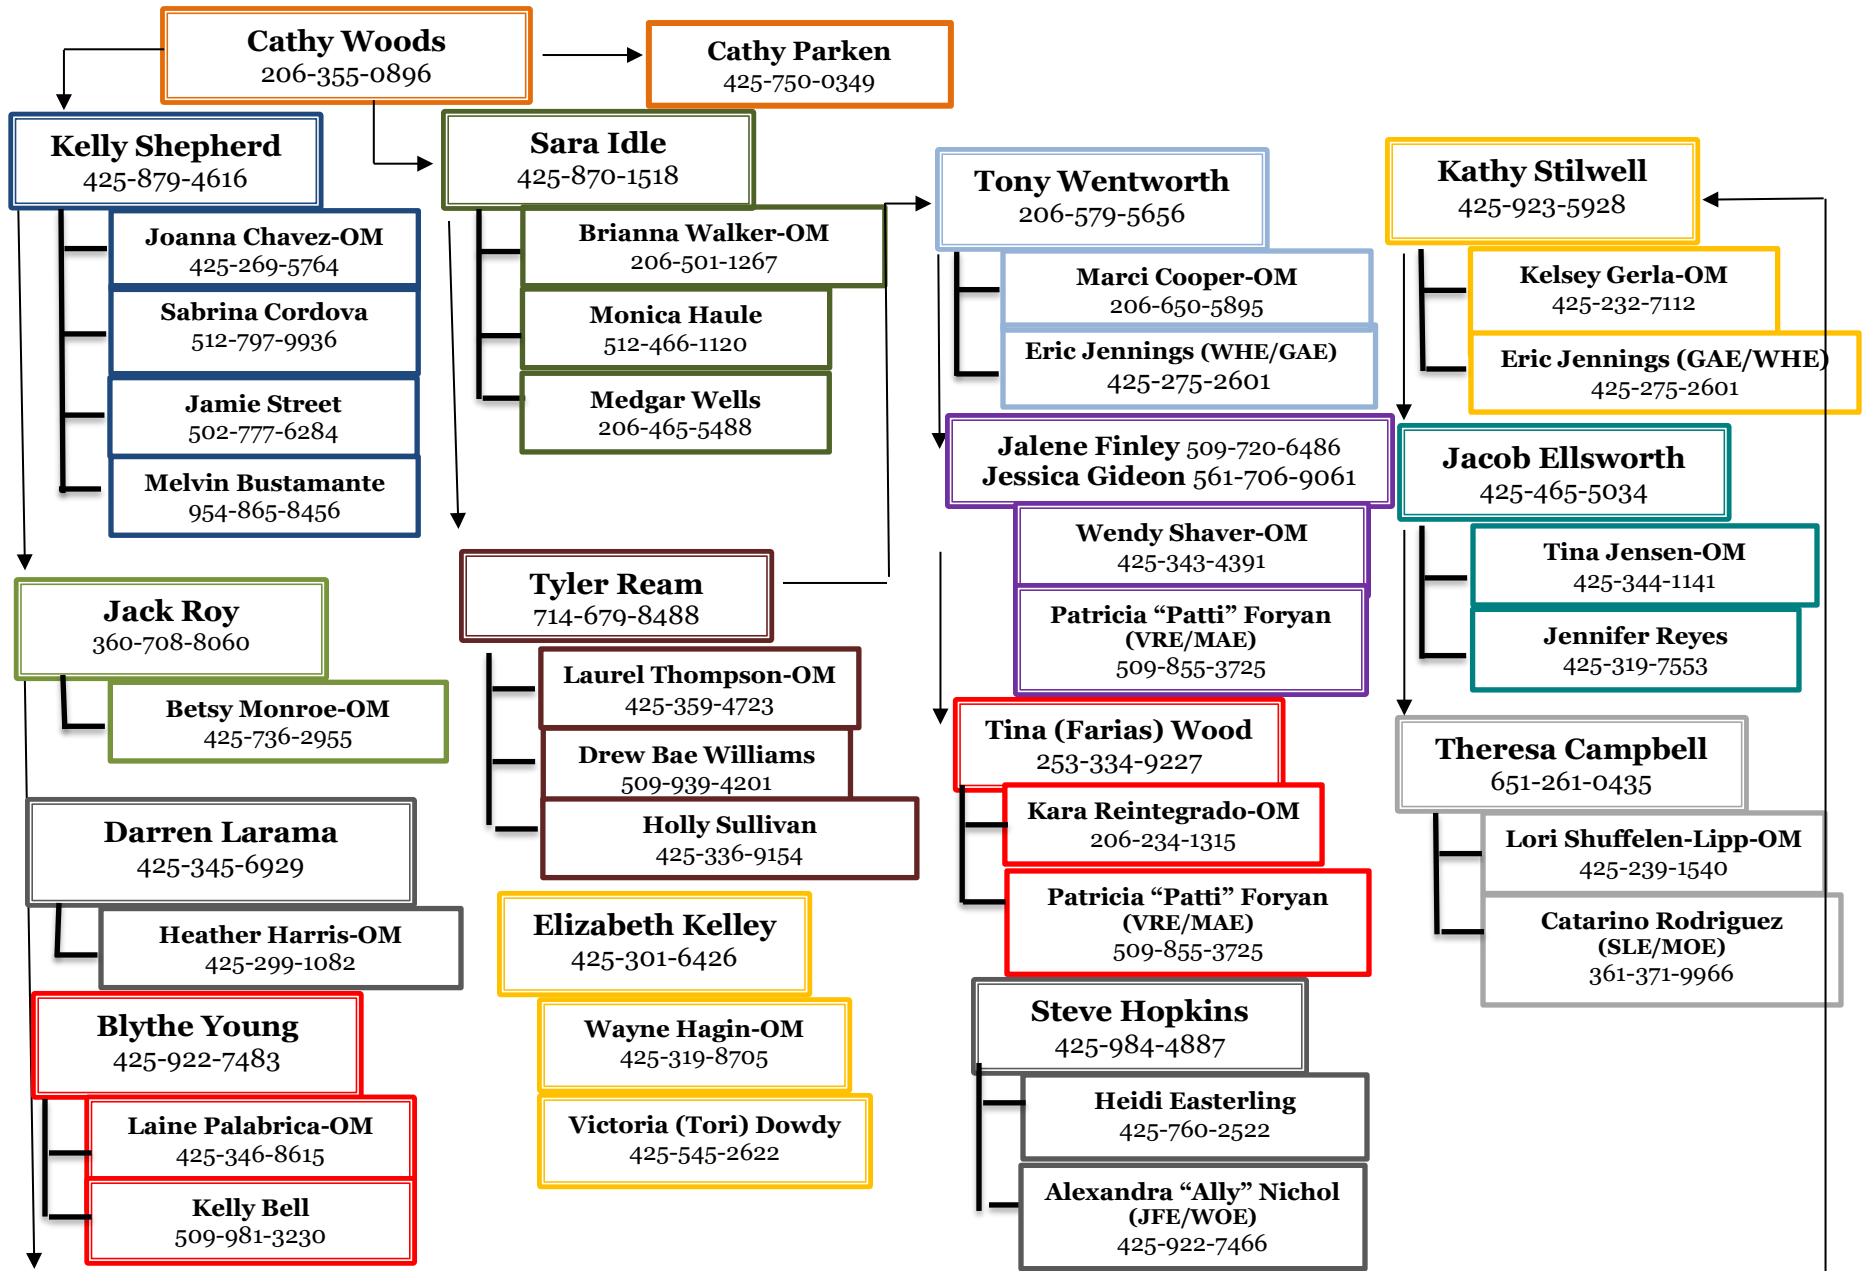 Cathy Woods
206-355-0896
Cathy Parken
425-750-0349
Kelly Shepherd
425-879-4616
Joanna Chavez-OM
425-269-5764
Sabrina Cordova
512-797-9936
Jamie Street
502-777-6284
Melvin Bustamante
954-865-8456
Jack Roy
360-708-8060
Betsy Monroe-OM
425-736-2955
Darren Larama
425-345-6929
Heather Harris-OM
425-299-1082
Blythe Young
425-922-7483
Laine Palabrica-OM
425-346-8615
Kelly Bell
509-981-3230
Sara Idle
425-870-1518
Brianna Walker-OM
206-501-1267
Monica Haule
512-466-1120
Medgar Wells
206-465-5488
Tyler Ream
714-679-8488
Laurel Thompson-OM
425-359-4723
Drew Bae Williams
509-939-4201
Holly Sullivan
425-336-9154
Elizabeth Kelley
425-301-6426
Wayne Hagin-OM
425-319-8705
Victoria (Tori) Dowdy
425-545-2622
Tony Wentworth
206-579-5656
Marci Cooper-OM
206-650-5895
Eric Jennings (WHE/GAE)
425-275-2601
Jalene Finley 509-720-6486
Jessica Gideon 561-706-9061
Wendy Shaver-OM
425-343-4391
Patricia “Patti” Foryan
(VRE/MAE)
509-855-3725
Tina (Farias) Wood
253-334-9227
Kara Reintegrado-OM
206-234-1315
Patricia “Patti” Foryan
(VRE/MAE)
509-855-3725
Steve Hopkins
425-984-4887
Heidi Easterling
425-760-2522
Alexandra “Ally” Nichol
(JFE/WOE)
425-922-7466
Kathy Stilwell
425-923-5928
Kelsey Gerla-OM
425-232-7112
Eric Jennings (GAE/WHE)
425-275-2601
Jacob Ellsworth
425-465-5034
Tina Jensen-OM
425-344-1141
Jennifer Reyes
425-319-7553
Theresa Campbell
651-261-0435
Lori Shuffelen-Lipp-OM
425-239-1540
Catarino Rodriguez
(SLE/MOE)
361-371-9966